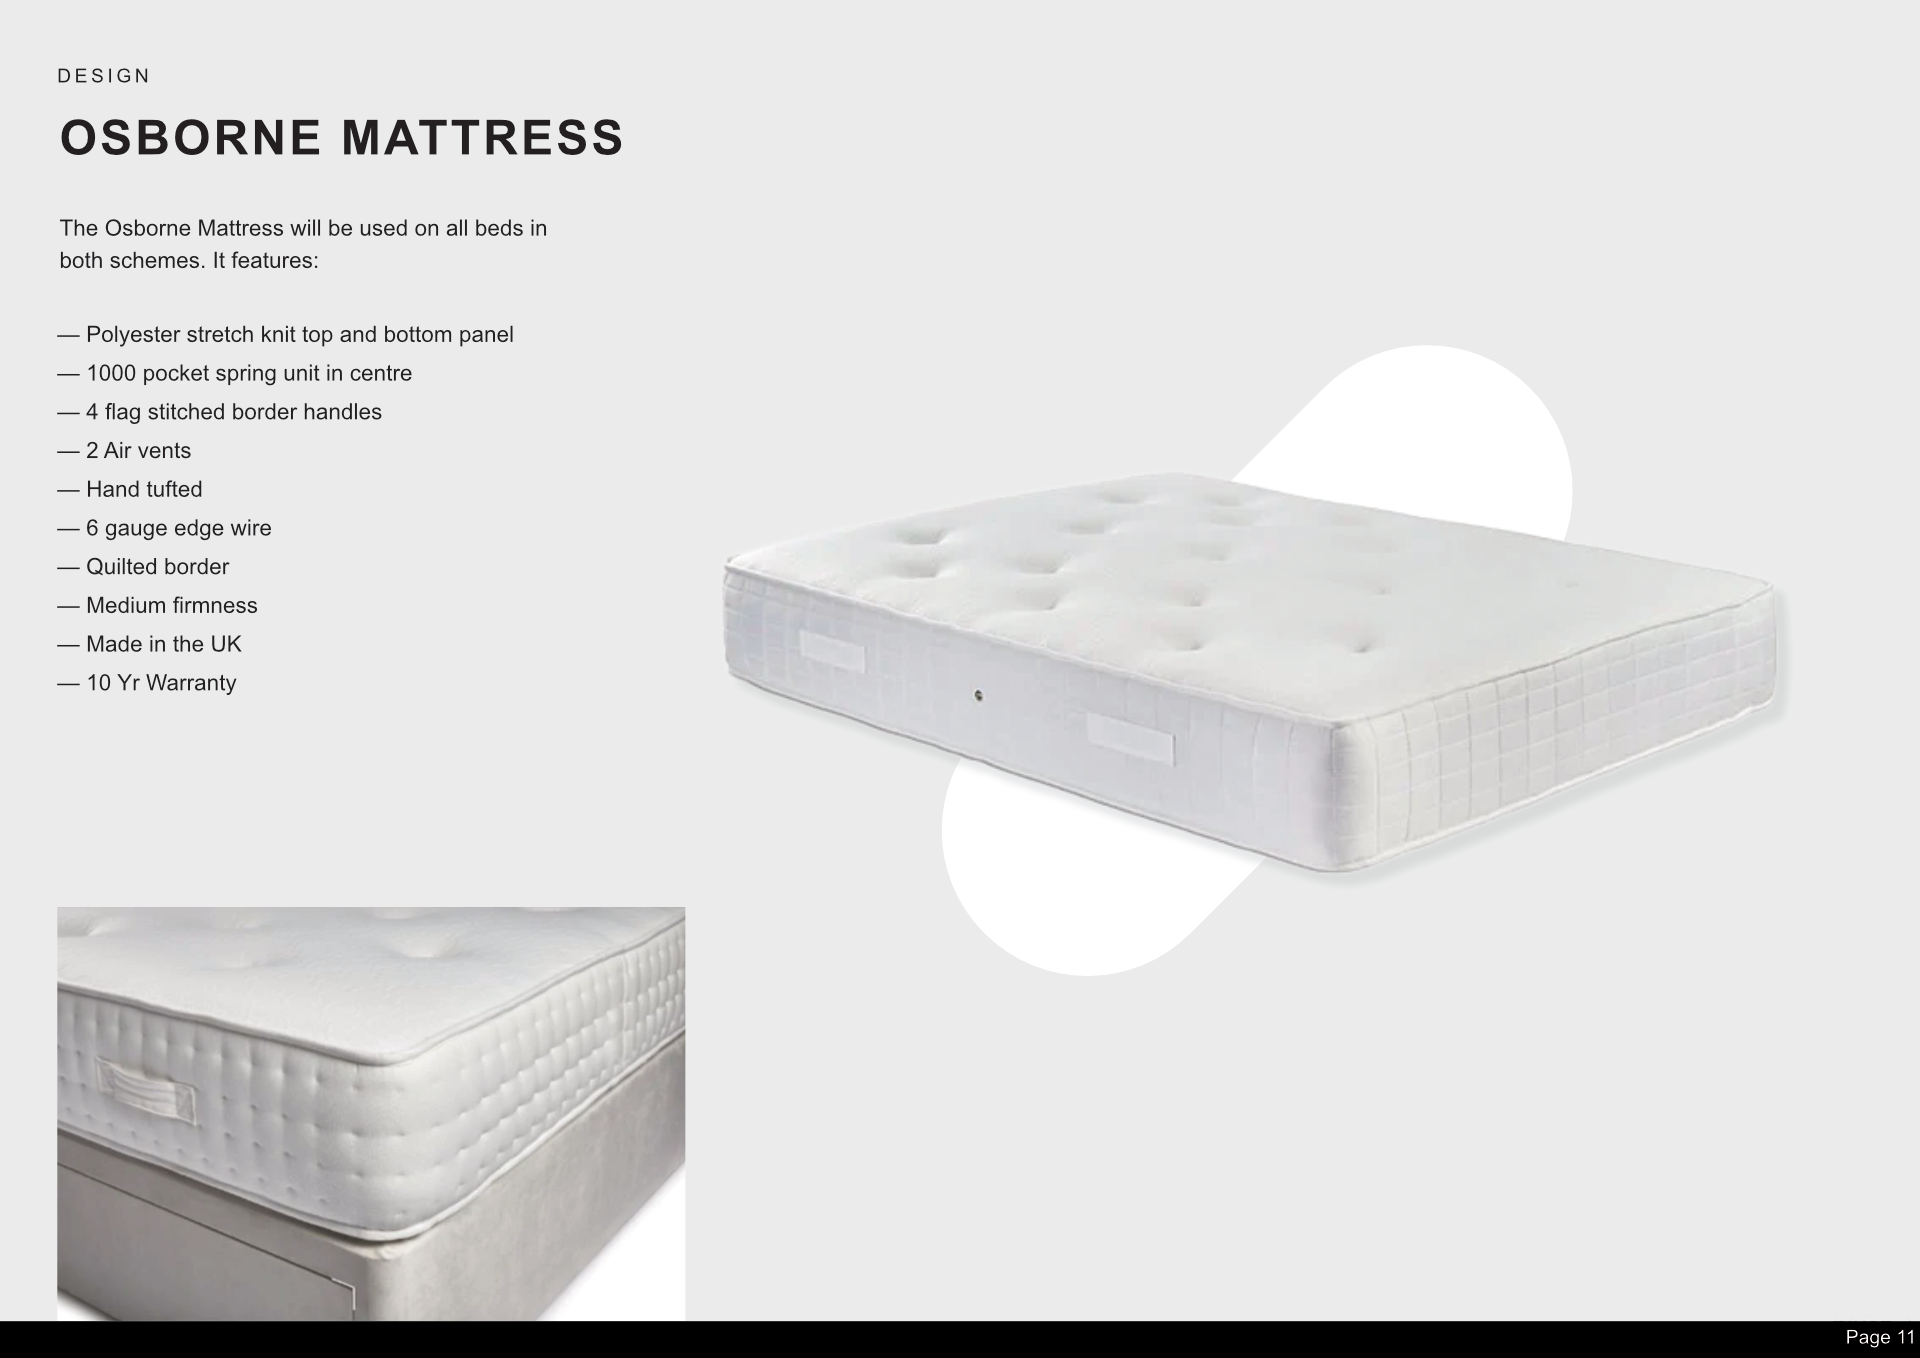 DESIGN
OSBORNE MATTRESS
The Osborne Mattress will be used on all beds in
both schemes. It features:
— Polyester stretch knit top and bottom panel
— 1000 pocket spring unit in centre
— 4 flag stitched border handles
— 2 Air vents
— Hand tufted
— 6 gauge edge wire
— Quilted border
— Medium firmness
— Made in the UK
— 10 Yr Warranty
Page 11